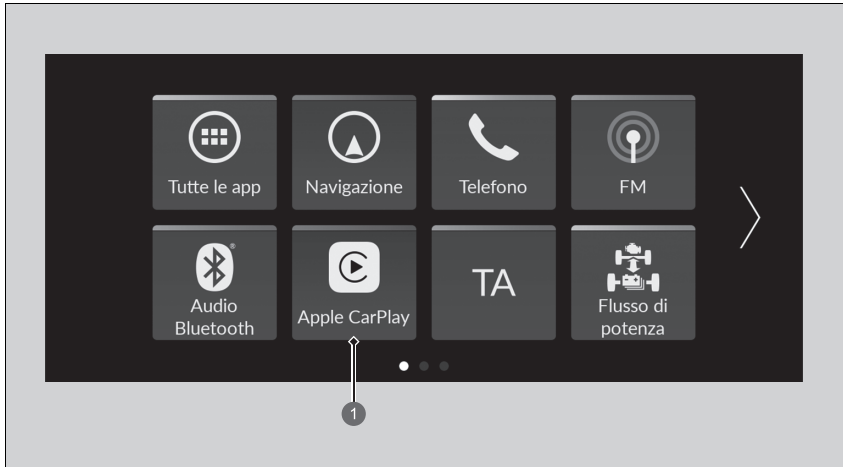 Tutte le app
Navigazione
Telefono
FM
Audio
Bluetooth®
Apple CarPlay
TA
Flusso di
potenza
1